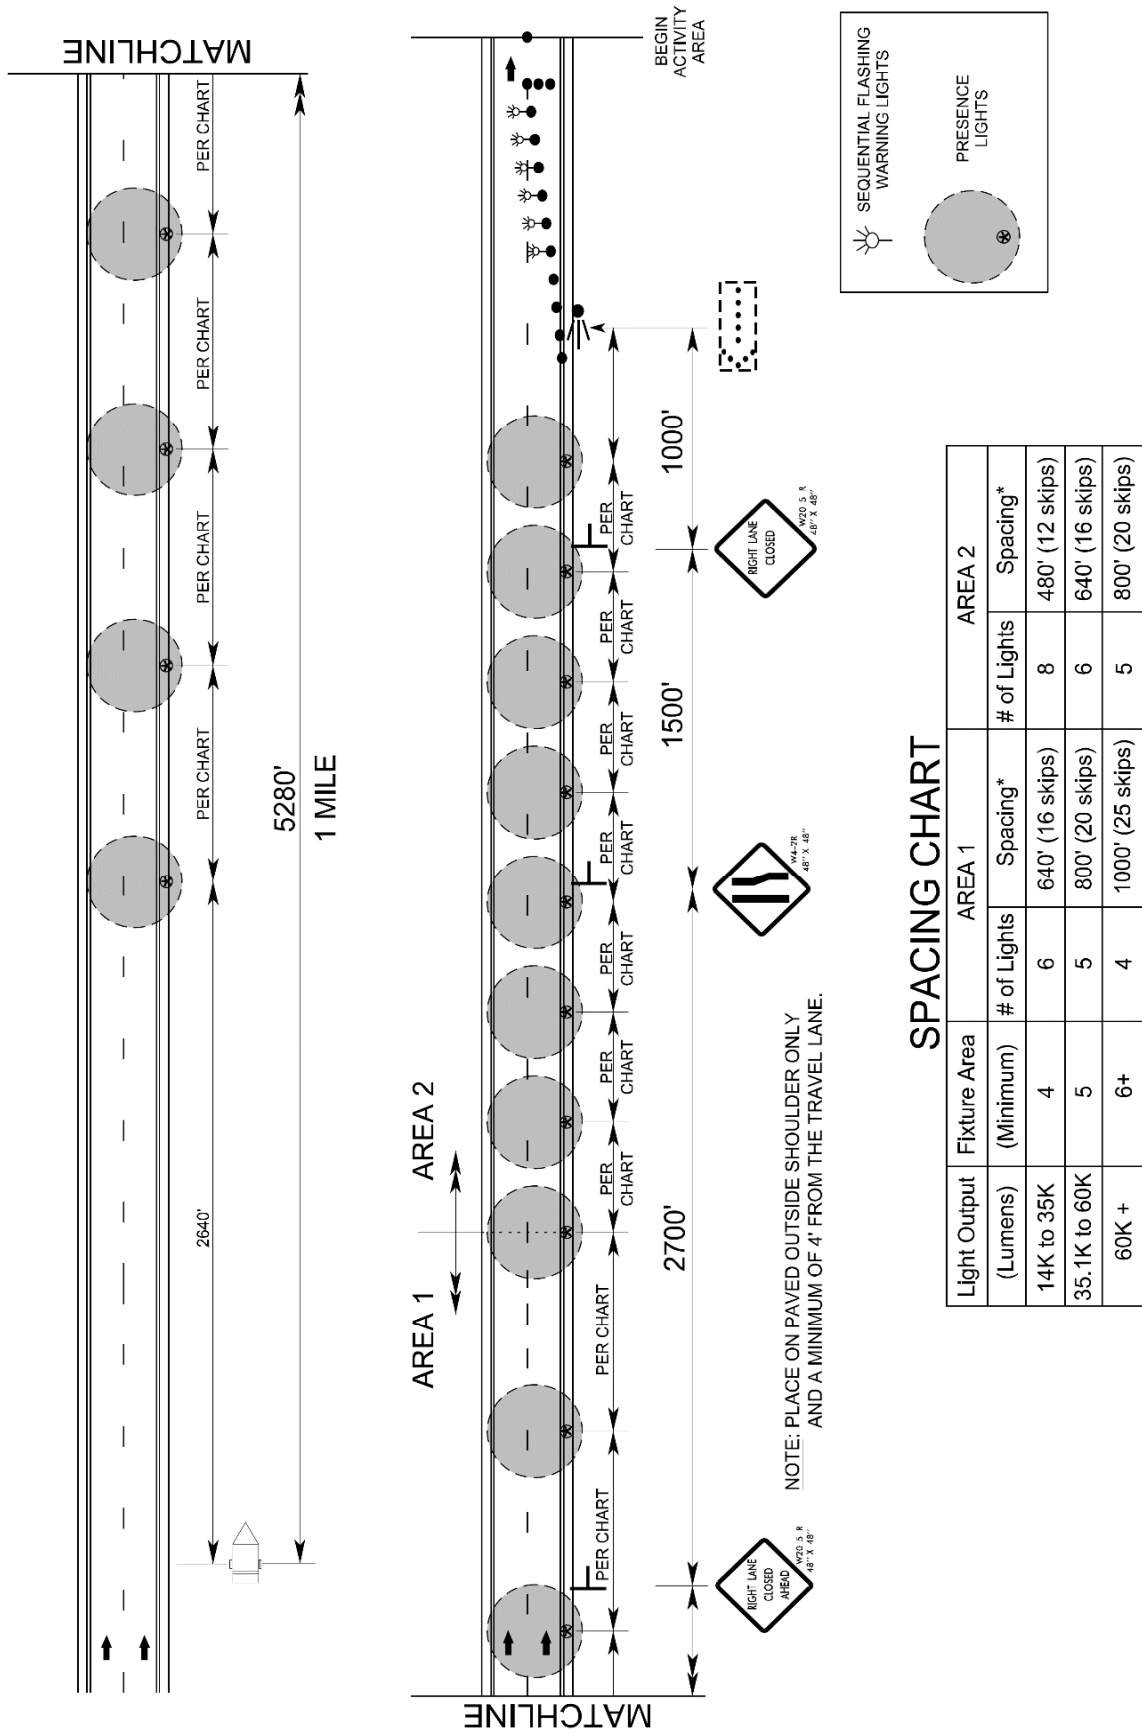 MATCHLINE
PER CHART
PER CHART
PER CHART
PER CHART
2640'
5280'
1 MILE
MATCHLINE
AREA 1
AREA 2
PER CHART
PER CHART
PER
CHART
PER
CHART
PER
CHART
PER
CHART
PER
CHART
PER
CHART
PER
CHART
BEGIN
ACTIVITY
AREA
2700'
1500'
1000'
RIGHT LANE
CLOSED
AHEAD
W20 5 R
48" X 48"
W4-2R
48" X 48"
RIGHT LANE
CLOSED
W20 5 R
48" X 48"
NOTE: PLACE ON PAVED OUTSIDE SHOULDER ONLY
AND A MINIMUM OF 4' FROM THE TRAVEL LANE.
SEQUENTIAL FLASHING
WARNING LIGHTS
PRESENCE
LIGHTS
SPACING CHART
Light Output Fixture Area AREA 1 AREA 2
(Lumens) (Minimum) # of Lights Spacing* # of Lights Spacing*
14K to 35K 4 6 640' (16 skips) 8 480' (12 skips)
35.1K to 60K 5 5 800' (20 skips) 6 640' (16 skips)
60K + 6+ 4 1000' (25 skips) 5 800' (20 skips)